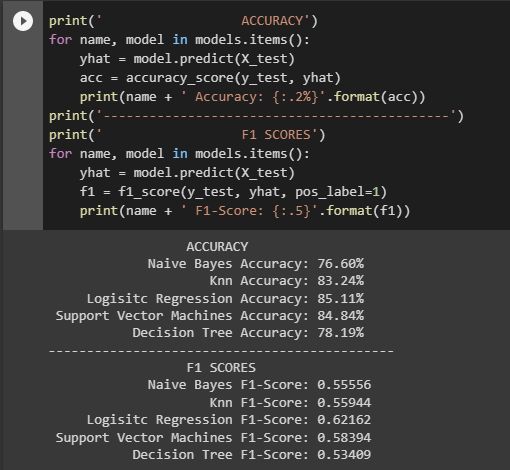 print('                  ACCURACY')
for name, model in models.items():
    yhat = model.predict(X_test)
    acc = accuracy_score(y_test, yhat)
    print(name + ' Accuracy: {:.2%}'.format(acc))
print('---------------------------------------------')
print('                  F1 SCORES')
for name, model in models.items():
    yhat = model.predict(X_test)
    f1 = f1_score(y_test, yhat, pos_label=1)
    print(name + ' F1-Score: {:.5}'.format(f1))
                  ACCURACY
             Naive Bayes Accuracy: 76.60%
                     Knn Accuracy: 83.24%
     Logisitc Regression Accuracy: 85.11%
 Support Vector Machines Accuracy: 84.84%
           Decision Tree Accuracy: 78.19%
---------------------------------------------
                  F1 SCORES
             Naive Bayes F1-Score: 0.55556
                     Knn F1-Score: 0.55944
     Logisitc Regression F1-Score: 0.62162
 Support Vector Machines F1-Score: 0.58394
           Decision Tree F1-Score: 0.53409